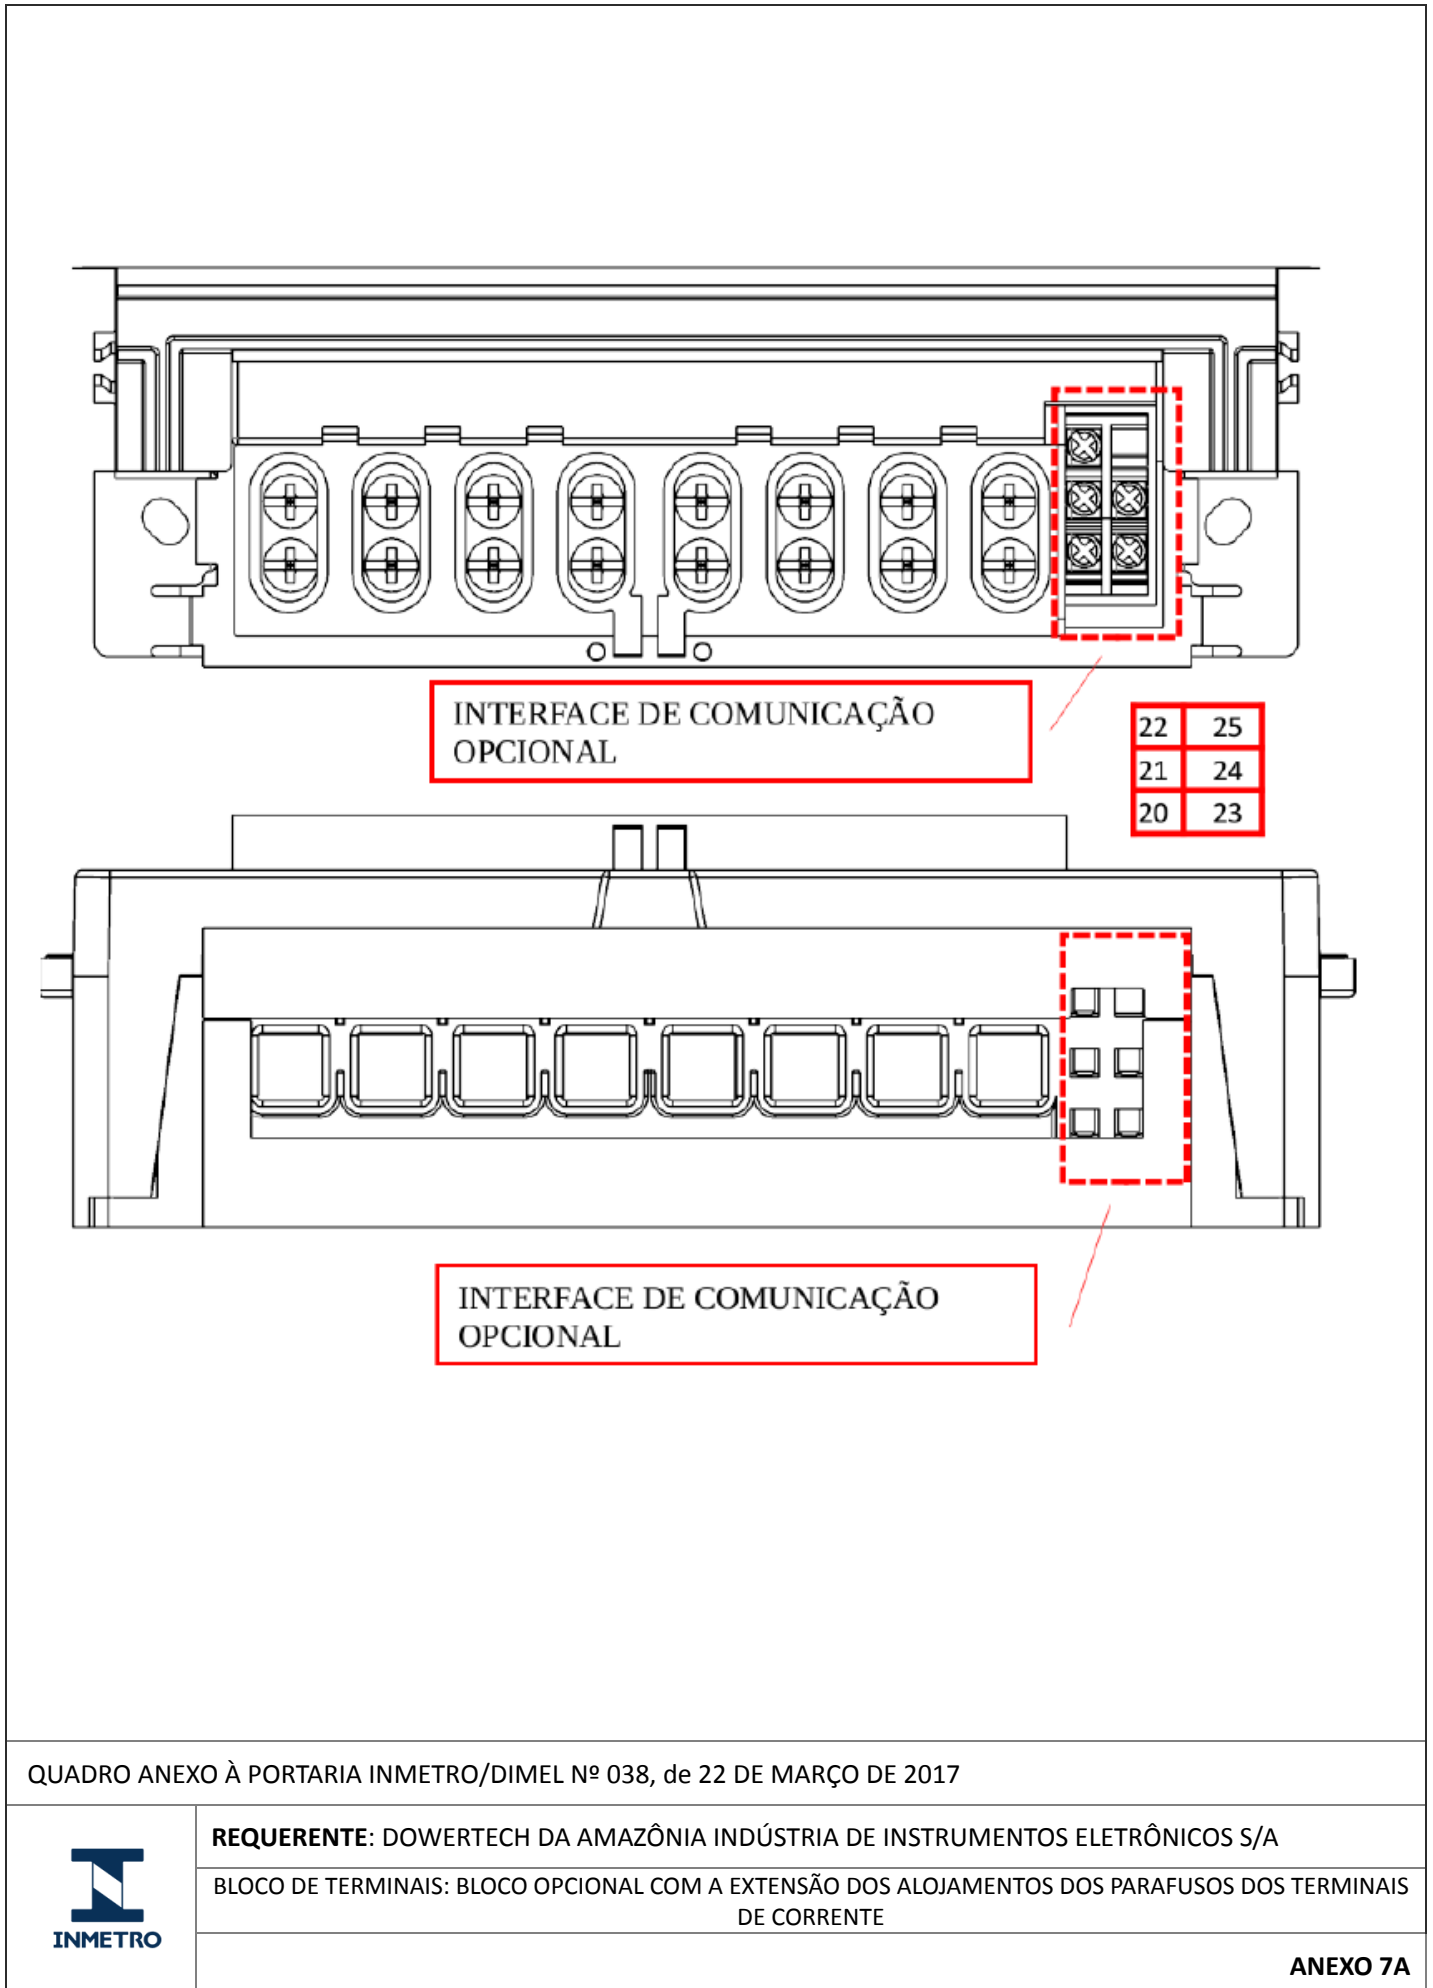 INTERFACE DE COMUNICAÇÃO
OPCIONAL
22 25
21 24
20 23
INTERFACE DE COMUNICAÇÃO
OPCIONAL
QUADRO ANEXO À PORTARIA INMETRO/DIMEL Nº 038, de 22 DE MARÇO DE 2017
INMETRO
REQUERENTE: DOWERTECH DA AMAZÔNIA INDÚSTRIA DE INSTRUMENTOS ELETRÔNICOS S/A
BLOCO DE TERMINAIS: BLOCO OPCIONAL COM A EXTENSÃO DOS ALOJAMENTOS DOS PARAFUSOS DOS TERMINAIS
DE CORRENTE
ANEXO 7A